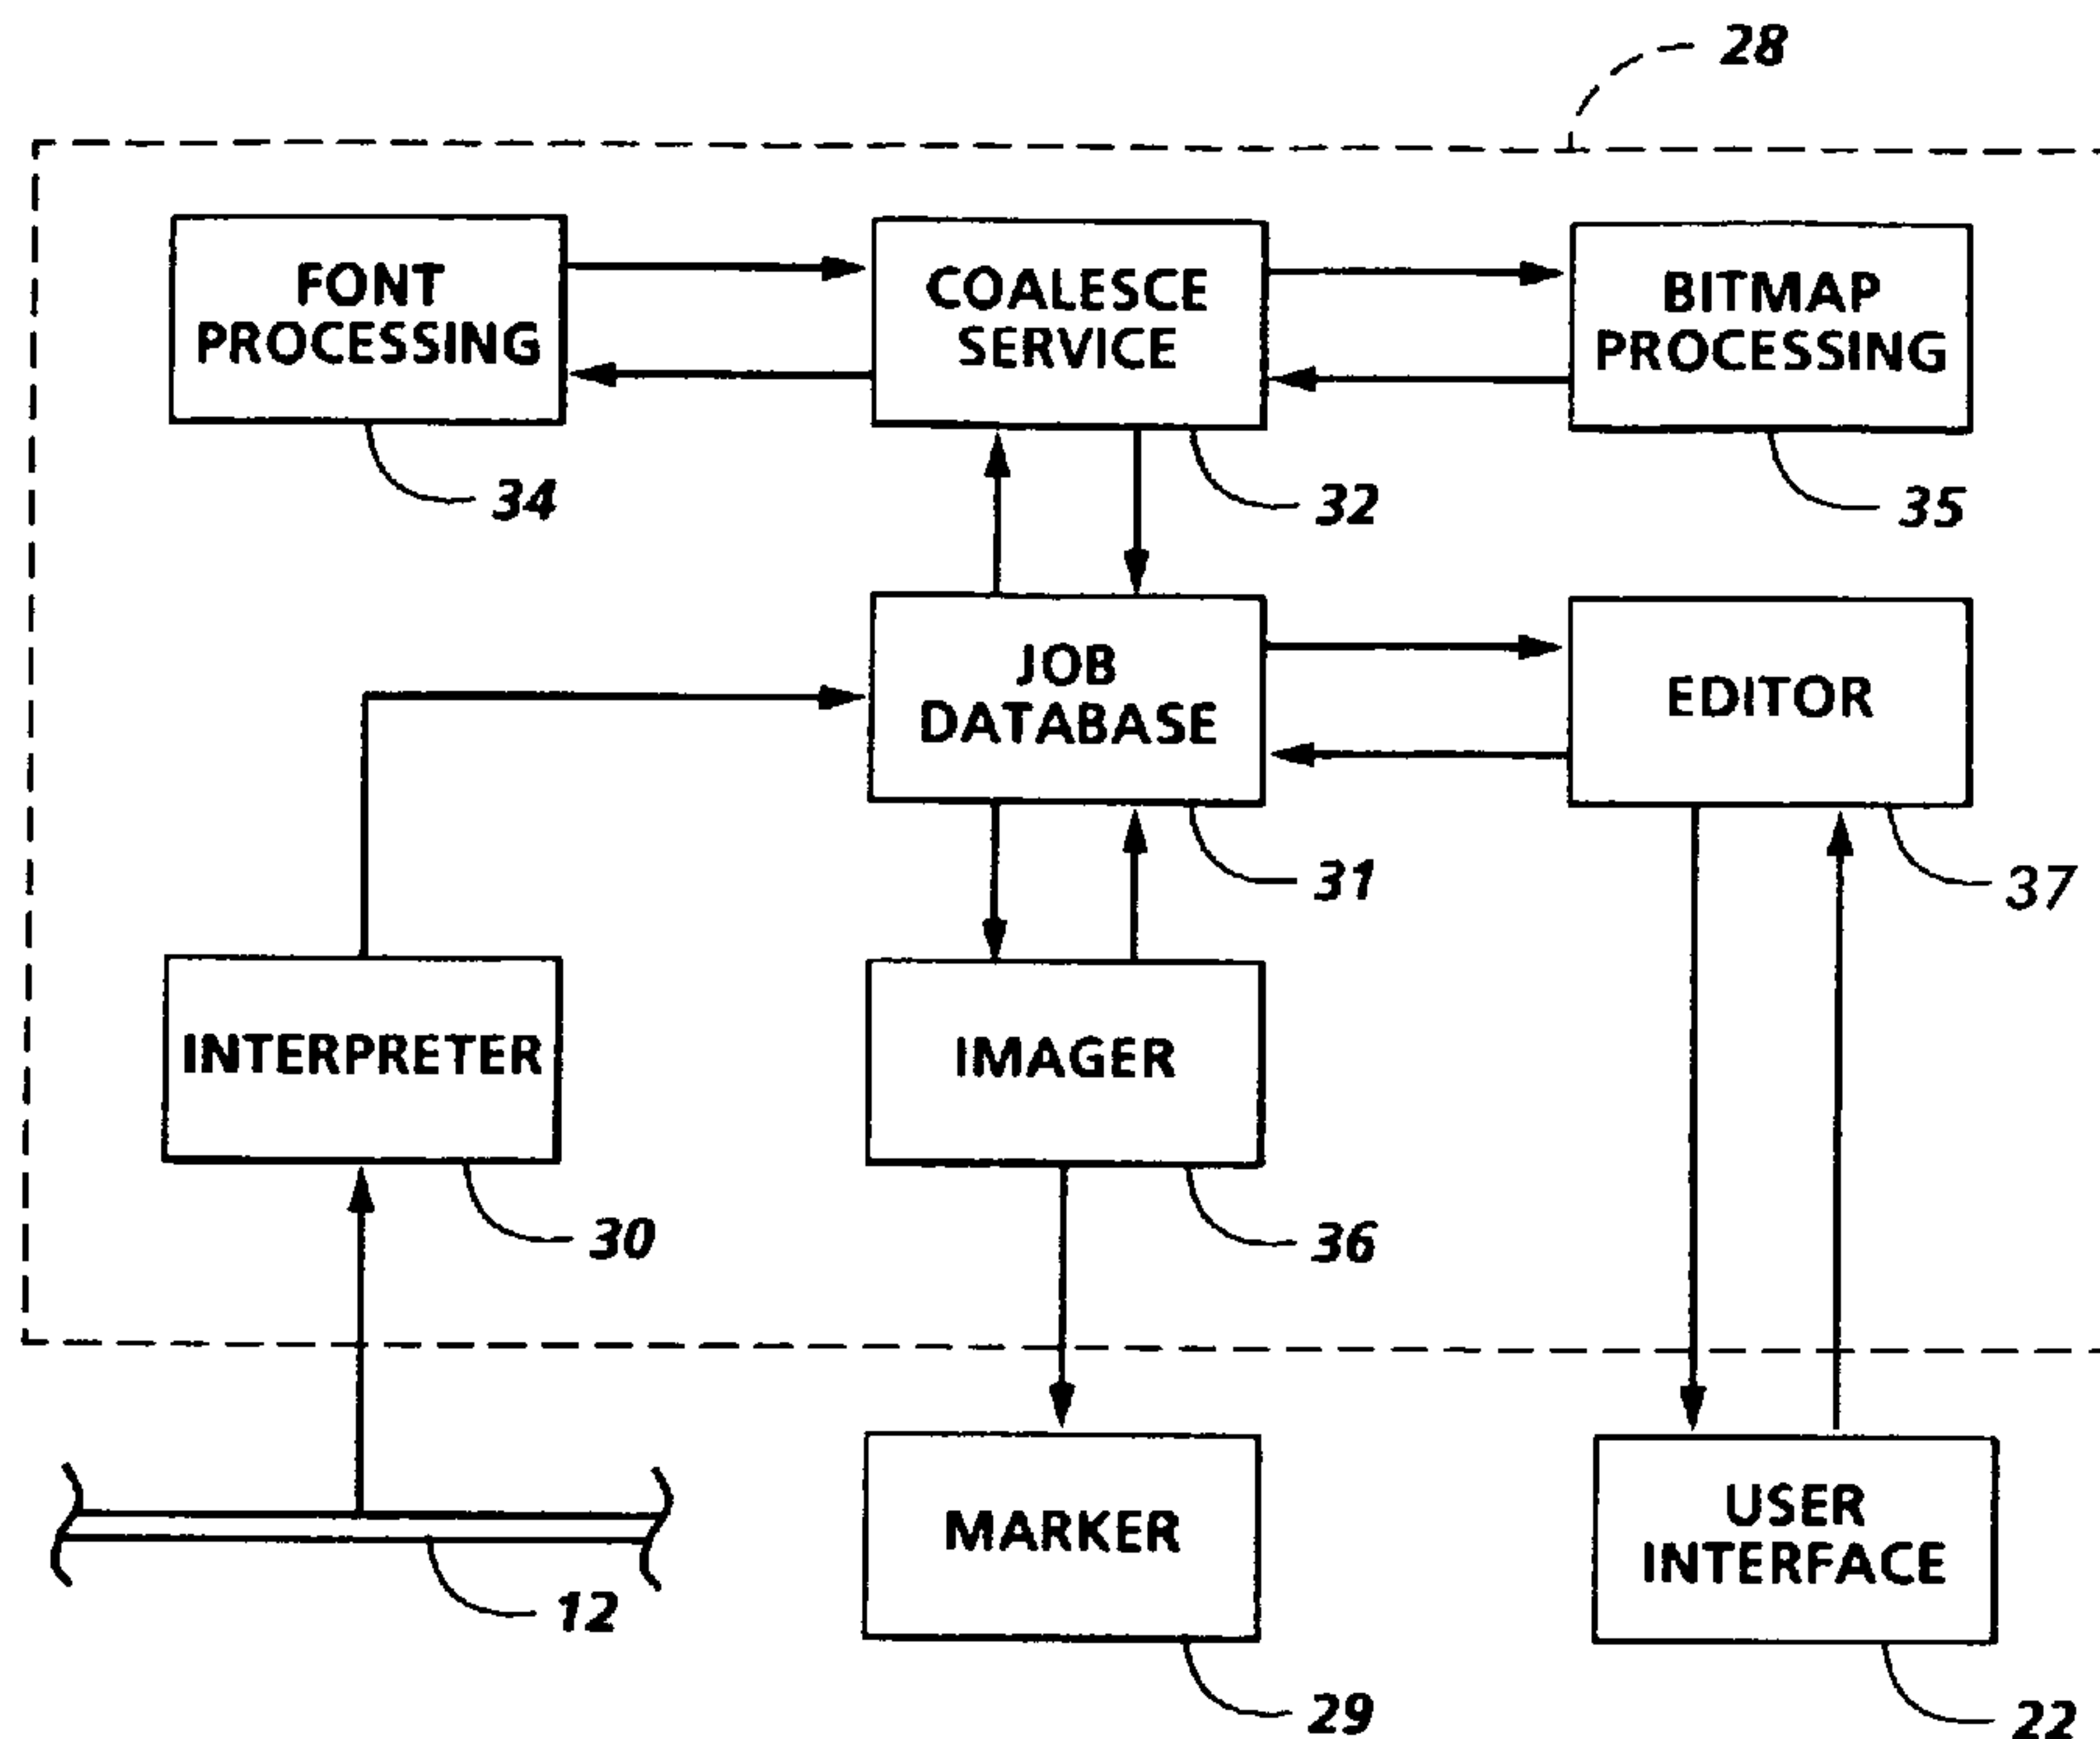 28
FONT
PROCESSING
COALESCE
SERVICE
BITMAP
PROCESSING
34
32
35
JOB
DATABASE
EDITOR
31
37
INTERPRETER
IMAGER
30
36
MARKER
USER
INTERFACE
12
29
22